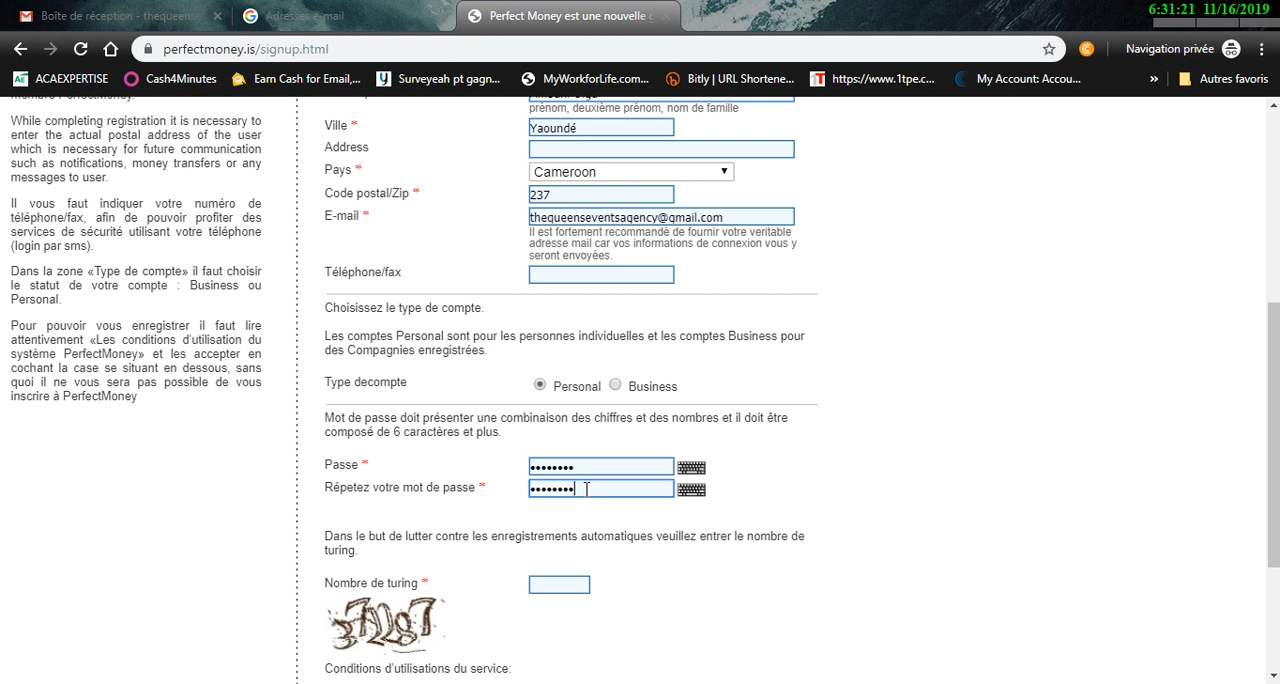 6:31:21 11/16/2019
Boîte de réception - thequeense
Adresses e-mail
Perfect Money est une nouvelle g
perfectmoney.is/signup.html
Navigation privée
ACAEXPERTISE
Cash4Minutes
Earn Cash for Email,...
Surveyeah pt gagn...
MyWorkforLife.com...
Bitly | URL Shortene...
https://www.1tpe.c...
My Account: Accou...
»
Autres favoris
membre PerfectMoney.
While completing registration it is necessary to
enter the actual postal address of the user
which is necessary for future communication
such as notifications, money transfers or any
messages to user.
Il vous faut indiquer votre numéro de
téléphone/fax, afin de pouvoir profiter des
services de sécurité utilisant votre téléphone
(login par sms).
Dans la zone «Type de compte» il faut choisir
le statut de votre compte : Business ou
Personal.
Pour pouvoir vous enregistrer il faut lire
attentivement «Les conditions d'utilisation du
système PerfectMoney» et les accepter en
cochant la case se situant en dessous, sans
quoi il ne vous sera pas possible de vous
inscrire à PerfectMoney
prénom, deuxième prénom, nom de famille
Ville *
Yaoundé
Address
Pays *
Cameroon
Code postal/Zip *
237
E-mail *
thequeenseventsagency@gmail.com
Il est fortement recommandé de fournir votre veritable
adresse mail car vos informations de connexion vous y
seront envoyées.
Téléphone/fax
Choisissez le type de compte.
Les comptes Personal sont pour les personnes individuelles et les comptes Business pour
des Compagnies enregistrées.
Type decompte
Personal
Business
Mot de passe doit présenter une combinaison des chiffres et des nombres et il doit être
composé de 6 caractères et plus.
Passe *
••••••••
Répetez votre mot de passe *
••••••••
Dans le but de lutter contre les enregistrements automatiques veuillez entrer le nombre de
turing.
Nombre de turing *
Conditions d'utilisations du service: